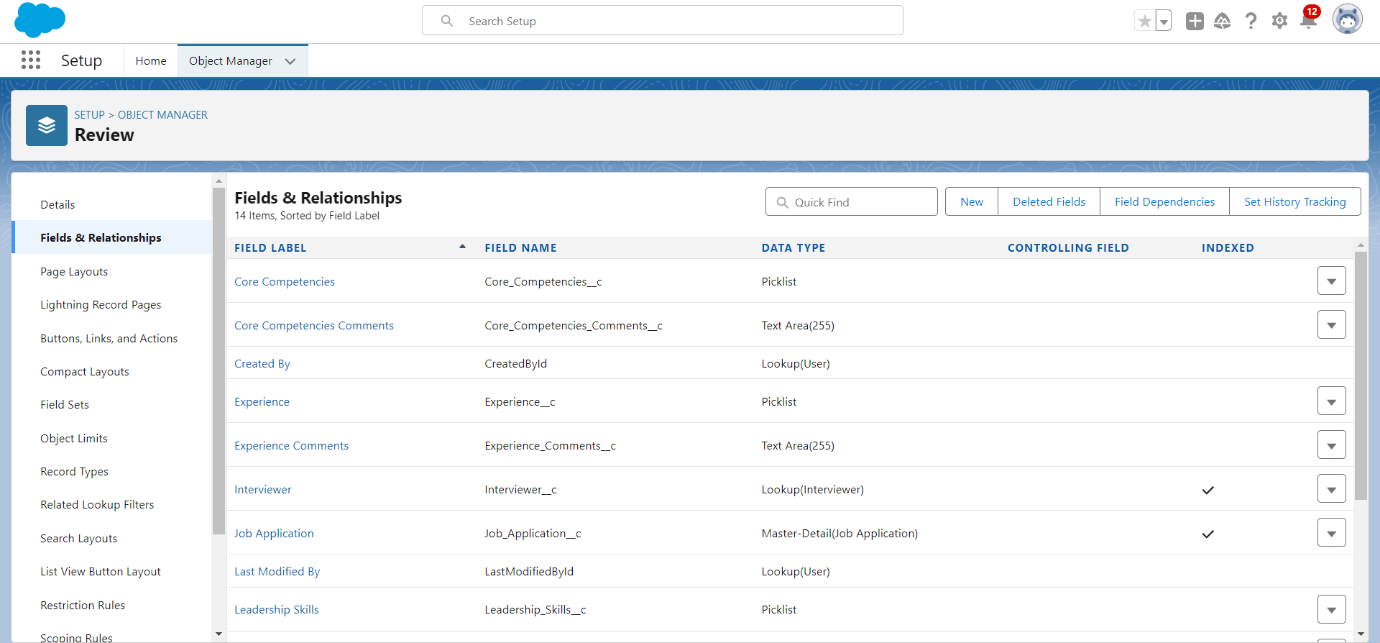 Search Setup
12
Setup
Home
Object Manager
SETUP > OBJECT MANAGER
Review
Details
Fields & Relationships
Page Layouts
Lightning Record Pages
Buttons, Links, and Actions
Compact Layouts
Field Sets
Object Limits
Record Types
Related Lookup Filters
Search Layouts
List View Button Layout
Restriction Rules
Scoping Rules
Fields & Relationships
14 Items, Sorted by Field Label
Quick Find
New
Deleted Fields
Field Dependencies
Set History Tracking
FIELD LABEL FIELD NAME DATA TYPE CONTROLLING FIELD INDEXED
Core Competencies Core_Competencies__c Picklist
Core Competencies Comments Core_Competencies_Comments__c Text Area(255)
Created By CreatedById Lookup(User)
Experience Experience__c Picklist
Experience Comments Experience_Comments__c Text Area(255)
Interviewer Interviewer__c Lookup(Interviewer)
Job Application Job_Application__c Master-Detail(Job Application)
Last Modified By LastModifiedById Lookup(User)
Leadership Skills Leadership_Skills__c Picklist